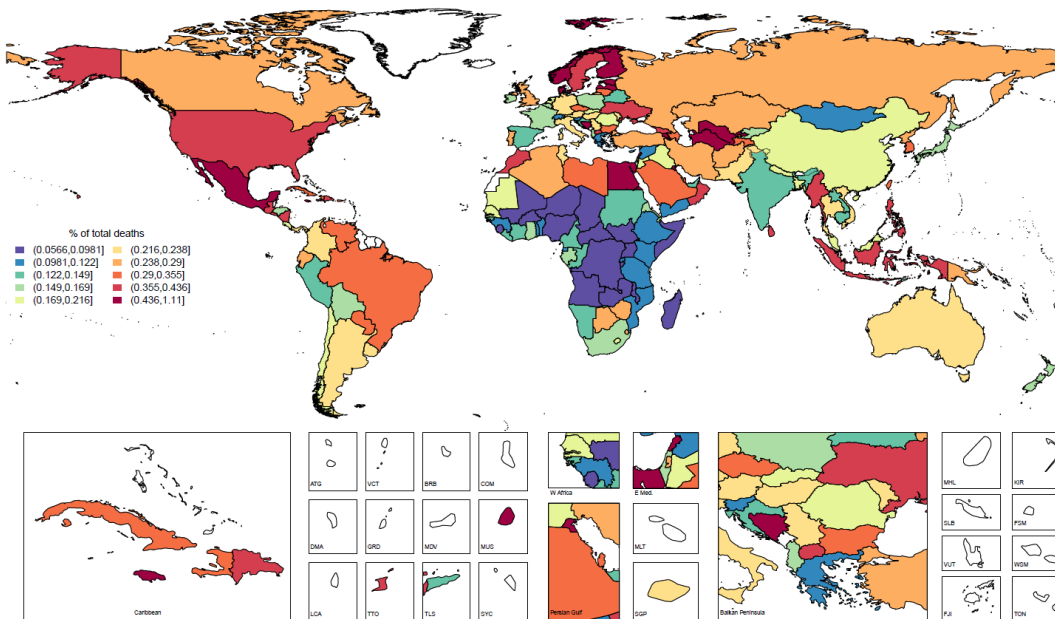 % of total deaths
(0.0566,0.0981]
(0.0981,0.122]
(0.122,0.149]
(0.149,0.169]
(0.169,0.216]
(0.216,0.238]
(0.238,0.29]
(0.29,0.355]
(0.355,0.436]
(0.436,1.11]
Caribbean
ATG
VCT
BRB
COM
DMA
GRD
MDV
MUS
LCA
TTO
TLS
SYC
W Africa
E Med.
Persian Gulf
MLT
SGP
Balkan Peninsula
MHL
KIR
SLB
FSM
VUT
WSM
FJI
TON